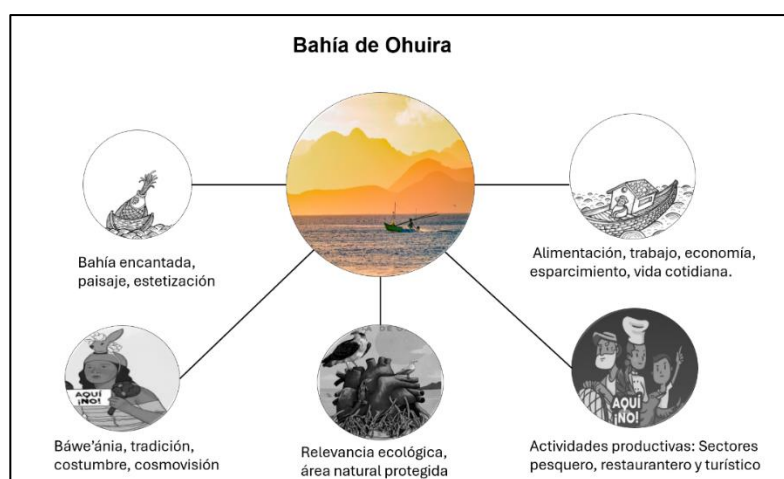 Bahía de Ohuira
Bahía encantada,
paisaje, estetización
Alimentación, trabajo, economía,
esparcimiento, vida cotidiana.
AQUÍ
¡NO!
Báwe'ánia, tradición,
costumbre, cosmovisión
Relevancia ecológica,
área natural protegida
AQUÍ
¡NO!
Actividades productivas: Sectores
pesquero, restaurantero y turístico